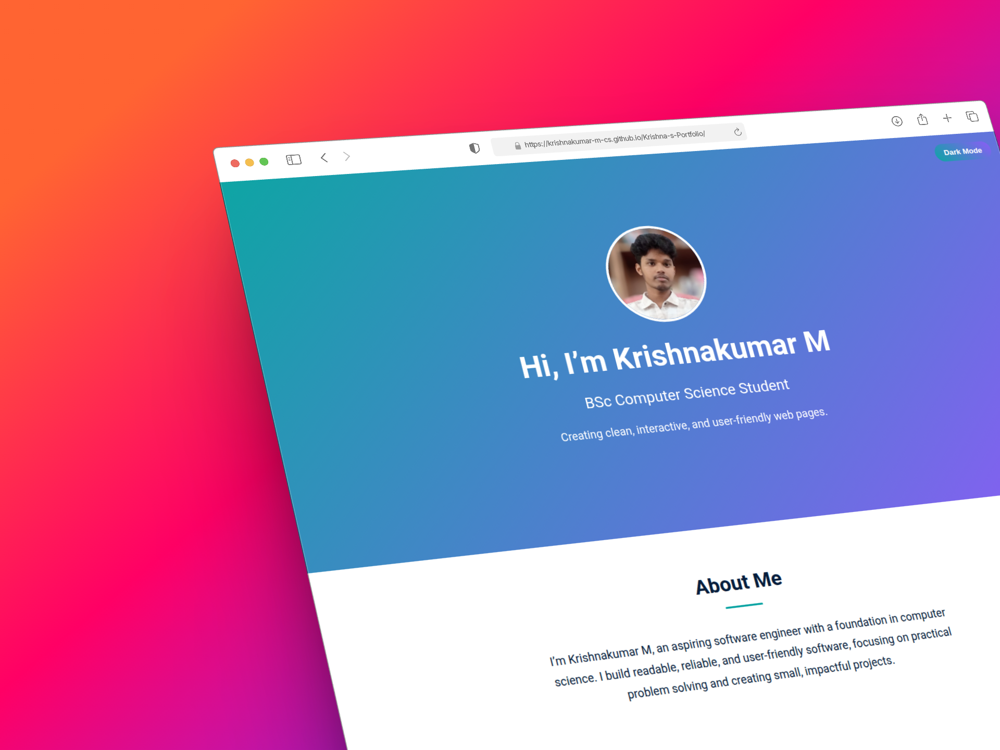 https://krishnakumar-m-cs.github.io/Krishna-s-Portfolio/
Dark Mode
Hi, I’m Krishnakumar M
BSc Computer Science Student
Creating clean, interactive, and user-friendly web pages.
About Me
I’m Krishnakumar M, an aspiring software engineer with a foundation in computer
science. I build readable, reliable, and user-friendly software, focusing on practical
problem solving and creating small, impactful projects.